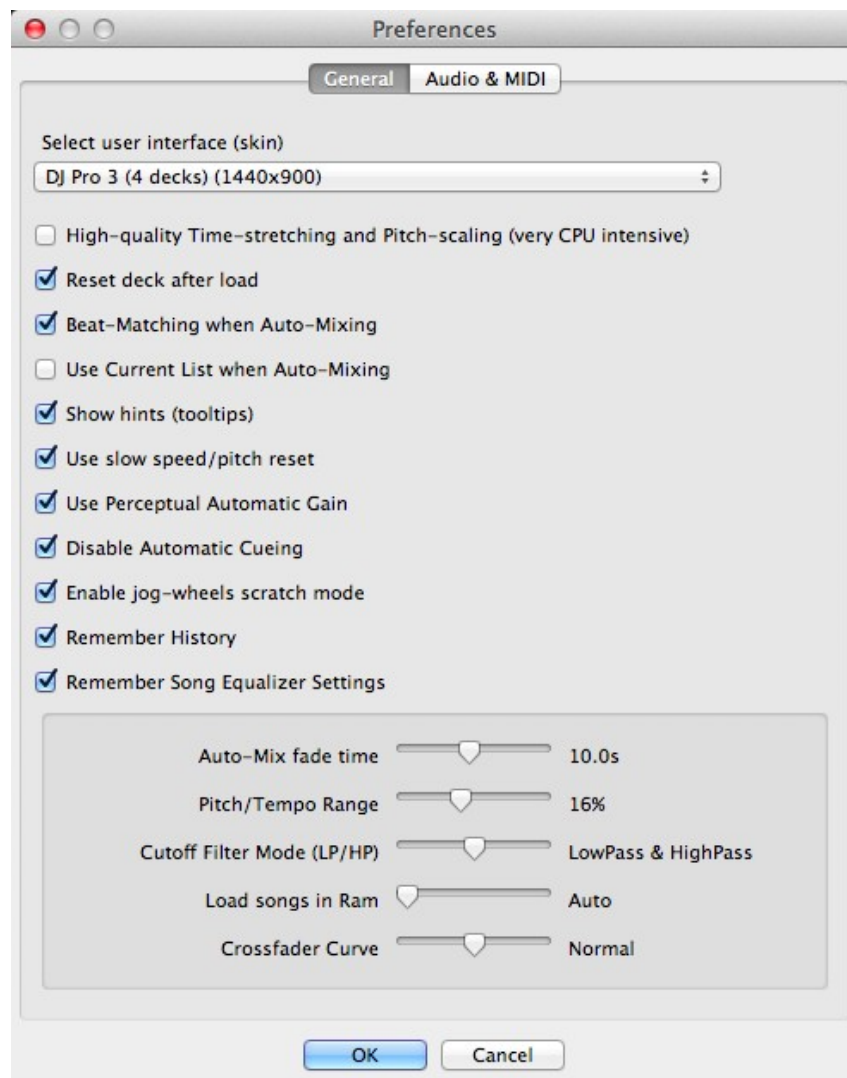 Preferences
General Audio & MIDI
Select user interface (skin)
DJ Pro 3 (4 decks) (1440x900)
High-quality Time-stretching and Pitch-scaling (very CPU intensive)
Reset deck after load
Beat-Matching when Auto-Mixing
Use Current List when Auto-Mixing
Show hints (tooltips)
Use slow speed/pitch reset
Use Perceptual Automatic Gain
Disable Automatic Cueing
Enable jog-wheels scratch mode
Remember History
Remember Song Equalizer Settings
Auto-Mix fade time 10.0s
Pitch/Tempo Range 16%
Cutoff Filter Mode (LP/HP) LowPass & HighPass
Load songs in Ram Auto
Crossfader Curve Normal
OK Cancel